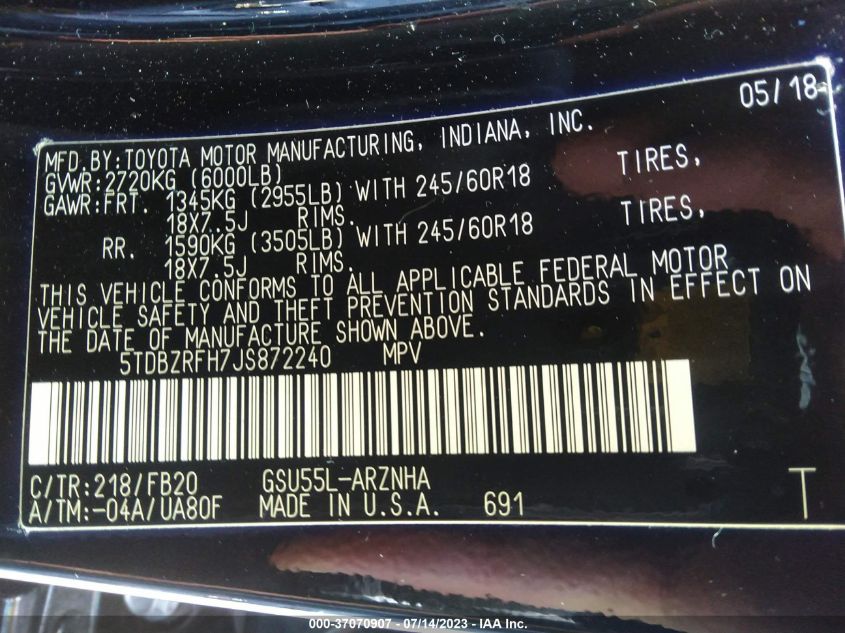 05/18
MFD.BY:TOYOTA MOTOR MANUFACTURING, INDIANA, INC.
GVWR:2720KG (6000LB)
GAWR:FRT. 1345KG (2955LB) WITH 245/60R18 TIRES,
18X7.5J RIMS.
RR. 1590KG (3505LB) WITH 245/60R18 TIRES,
18X7.5J RIMS.
THIS VEHICLE CONFORMS TO ALL APPLICABLE FEDERAL MOTOR
VEHICLE SAFETY AND THEFT PREVENTION STANDARDS IN EFFECT ON
THE DATE OF MANUFACTURE SHOWN ABOVE.
5TDBZRFH7JS872240 MPV
C/TR:218/FB20 GSU55L-ARZNHA
A/TM:-04A/UA80F MADE IN U.S.A. 691 T
000-37070907 - 07/14/2023 - IAA Inc.